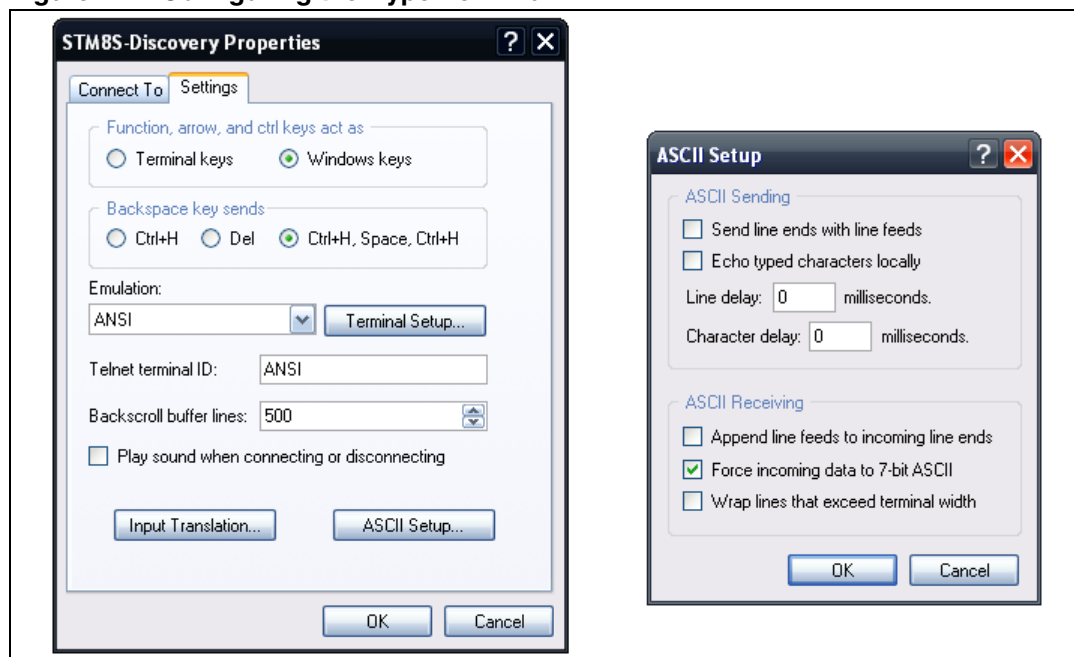 Configuring the
STM8S-Discovery Properties
Connect To
Settings
Function, arrow, and ctrl keys act as
Terminal keys
Windows keys
Backspace key sends
Ctrl+H
Del
Ctrl+H, Space, Ctrl+H
Emulation:
ANSI
Terminal Setup...
Telnet terminal ID: ANSI
Backscroll buffer lines: 500
Play sound when connecting or disconnecting
Input Translation...
ASCII Setup...
OK
Cancel
ASCII Setup
ASCII Sending
Send line ends with line feeds
Echo typed characters locally
Line delay: 0 milliseconds.
Character delay: 0 milliseconds.
ASCII Receiving
Append line feeds to incoming line ends
Force incoming data to 7-bit ASCII
Wrap lines that exceed terminal width
OK
Cancel